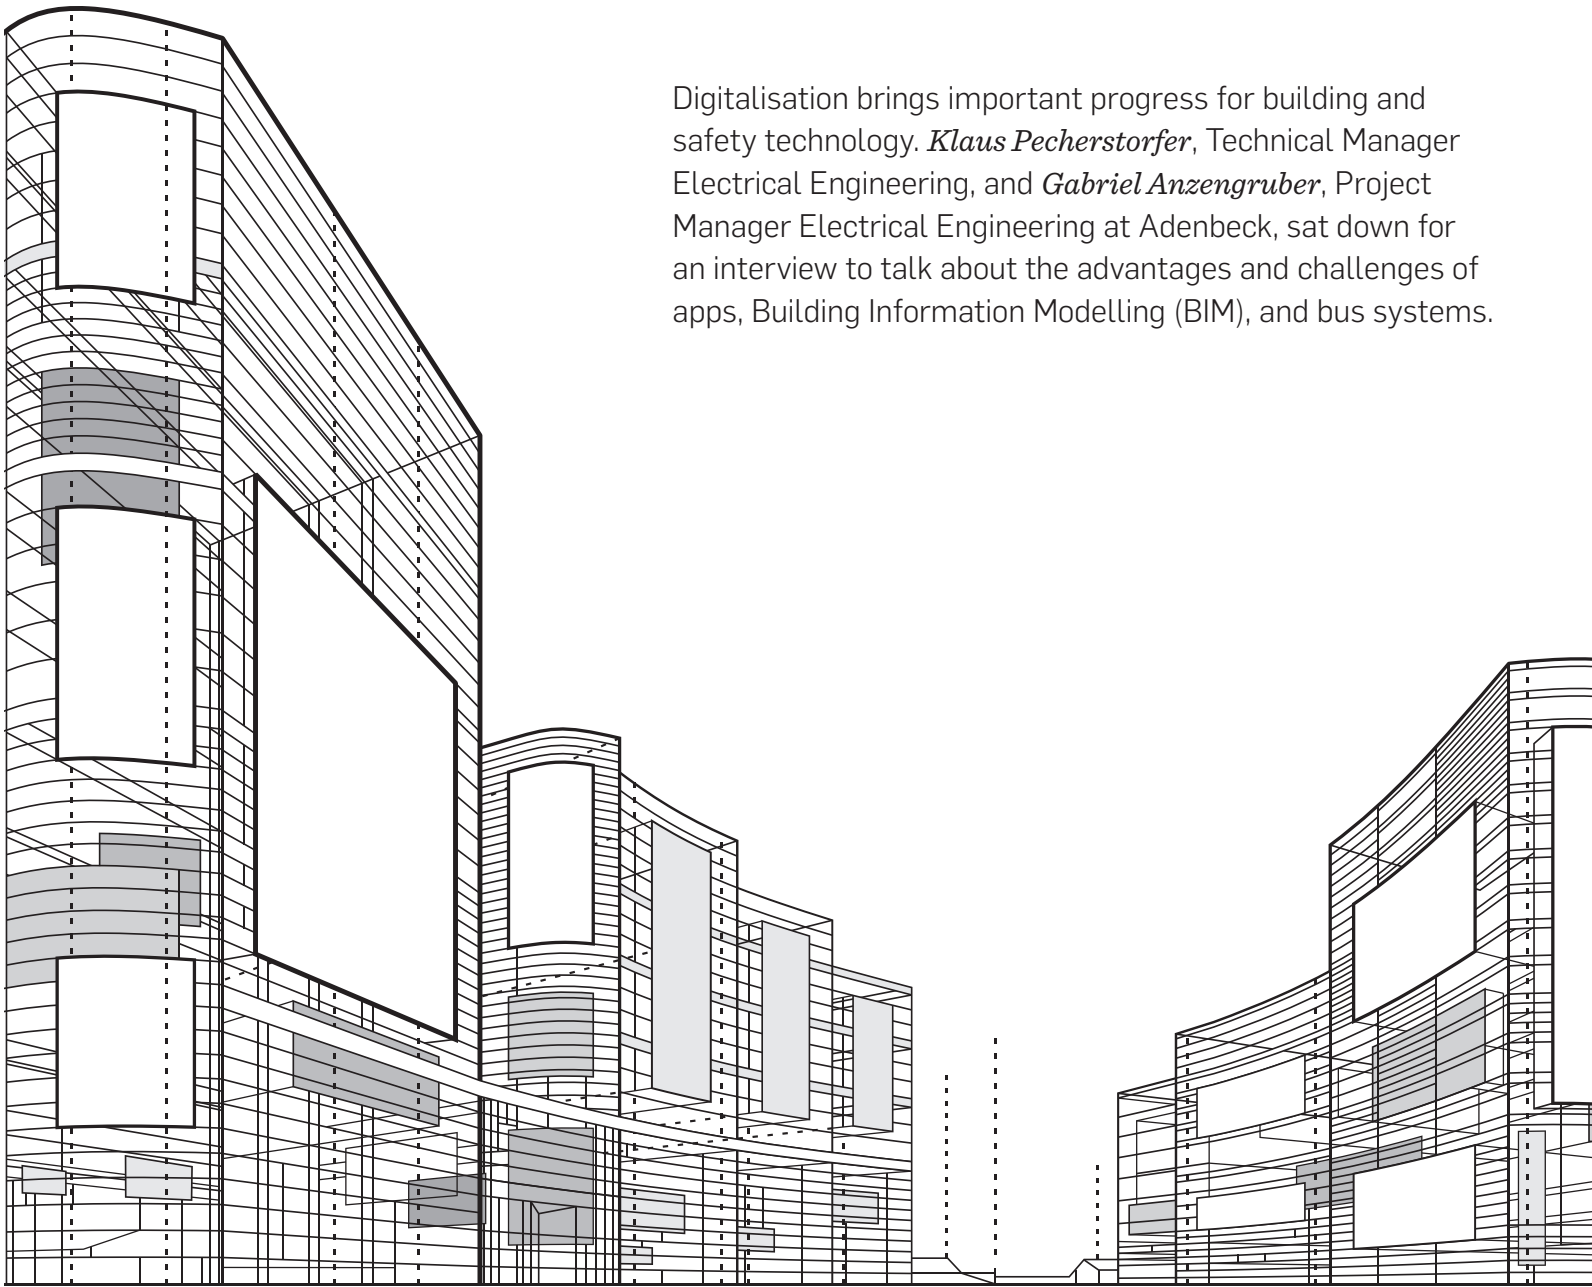 Digitalisation brings important progress for building and
safety technology. Klaus Pecherstorfer, Technical Manager
Electrical Engineering, and Gabriel Anzengruber, Project
Manager Electrical Engineering at Adenbeck, sat down for
an interview to talk about the advantages and challenges of
apps, Building Information Modelling (BIM), and bus systems.